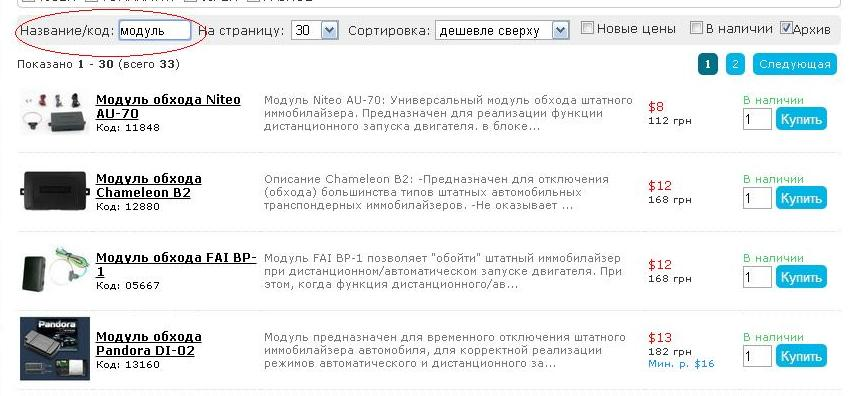 Название/код: модуль На страницу: 30 Сортировка: дешевле сверху Новые цены В наличии Архив
Показано 1 - 30 (всего 33) 1 2 Следующая
Модуль обхода Niteo
AU-70
Код: 11848
Модуль Niteo AU-70: Универсальный модуль обхода штатного
иммобилайзера. Предназначен для реализации функции
дистанционного запуска двигателя. в блоке...
$8
112 грн
В наличии
1 Купить
Модуль обхода
Chameleon B2
Код: 12880
Описание Chameleon B2: -Предназначен для отключения
(обхода) большинства типов штатных автомобильных
транспондерных иммобилайзеров. -Не оказывает ...
$12
168 грн
В наличии
1 Купить
Модуль обхода FAI BP-
1
Код: 05667
Модуль FAI BP-1 позволяет "обойти" штатный иммобилайзер
при дистанционном/автоматическом запуске двигателя. При
этом, когда функция дистанционного/ав...
$12
168 грн
В наличии
1 Купить
Pandora
Модуль обхода
Pandora DI-02
Код: 13160
Модуль предназначен для временного отключения штатного
иммобилайзера автомобиля, для корректной реализации
режимов автоматического и дистанционного за...
$13
182 грн
Мин. р. $16
В наличии
1 Купить